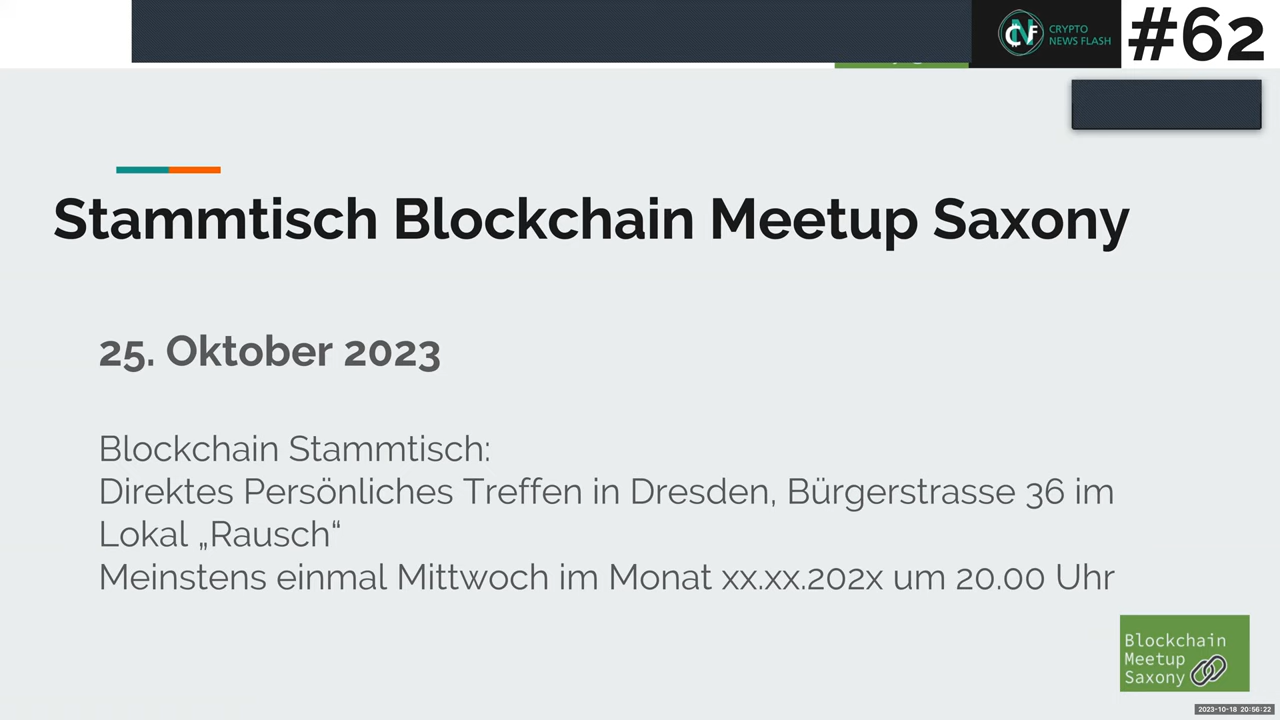 CRYPTO
NEWS FLASH
#62
Stammtisch Blockchain Meetup Saxony
25. Oktober 2023
Blockchain Stammtisch:
Direktes Persönliches Treffen in Dresden, Bürgerstrasse 36 im
Lokal „Rausch“
Meinstens einmal Mittwoch im Monat xx.xx.202x um 20.00 Uhr
Blockchain
Meetup
Saxony
2023-10-18 20:56:22